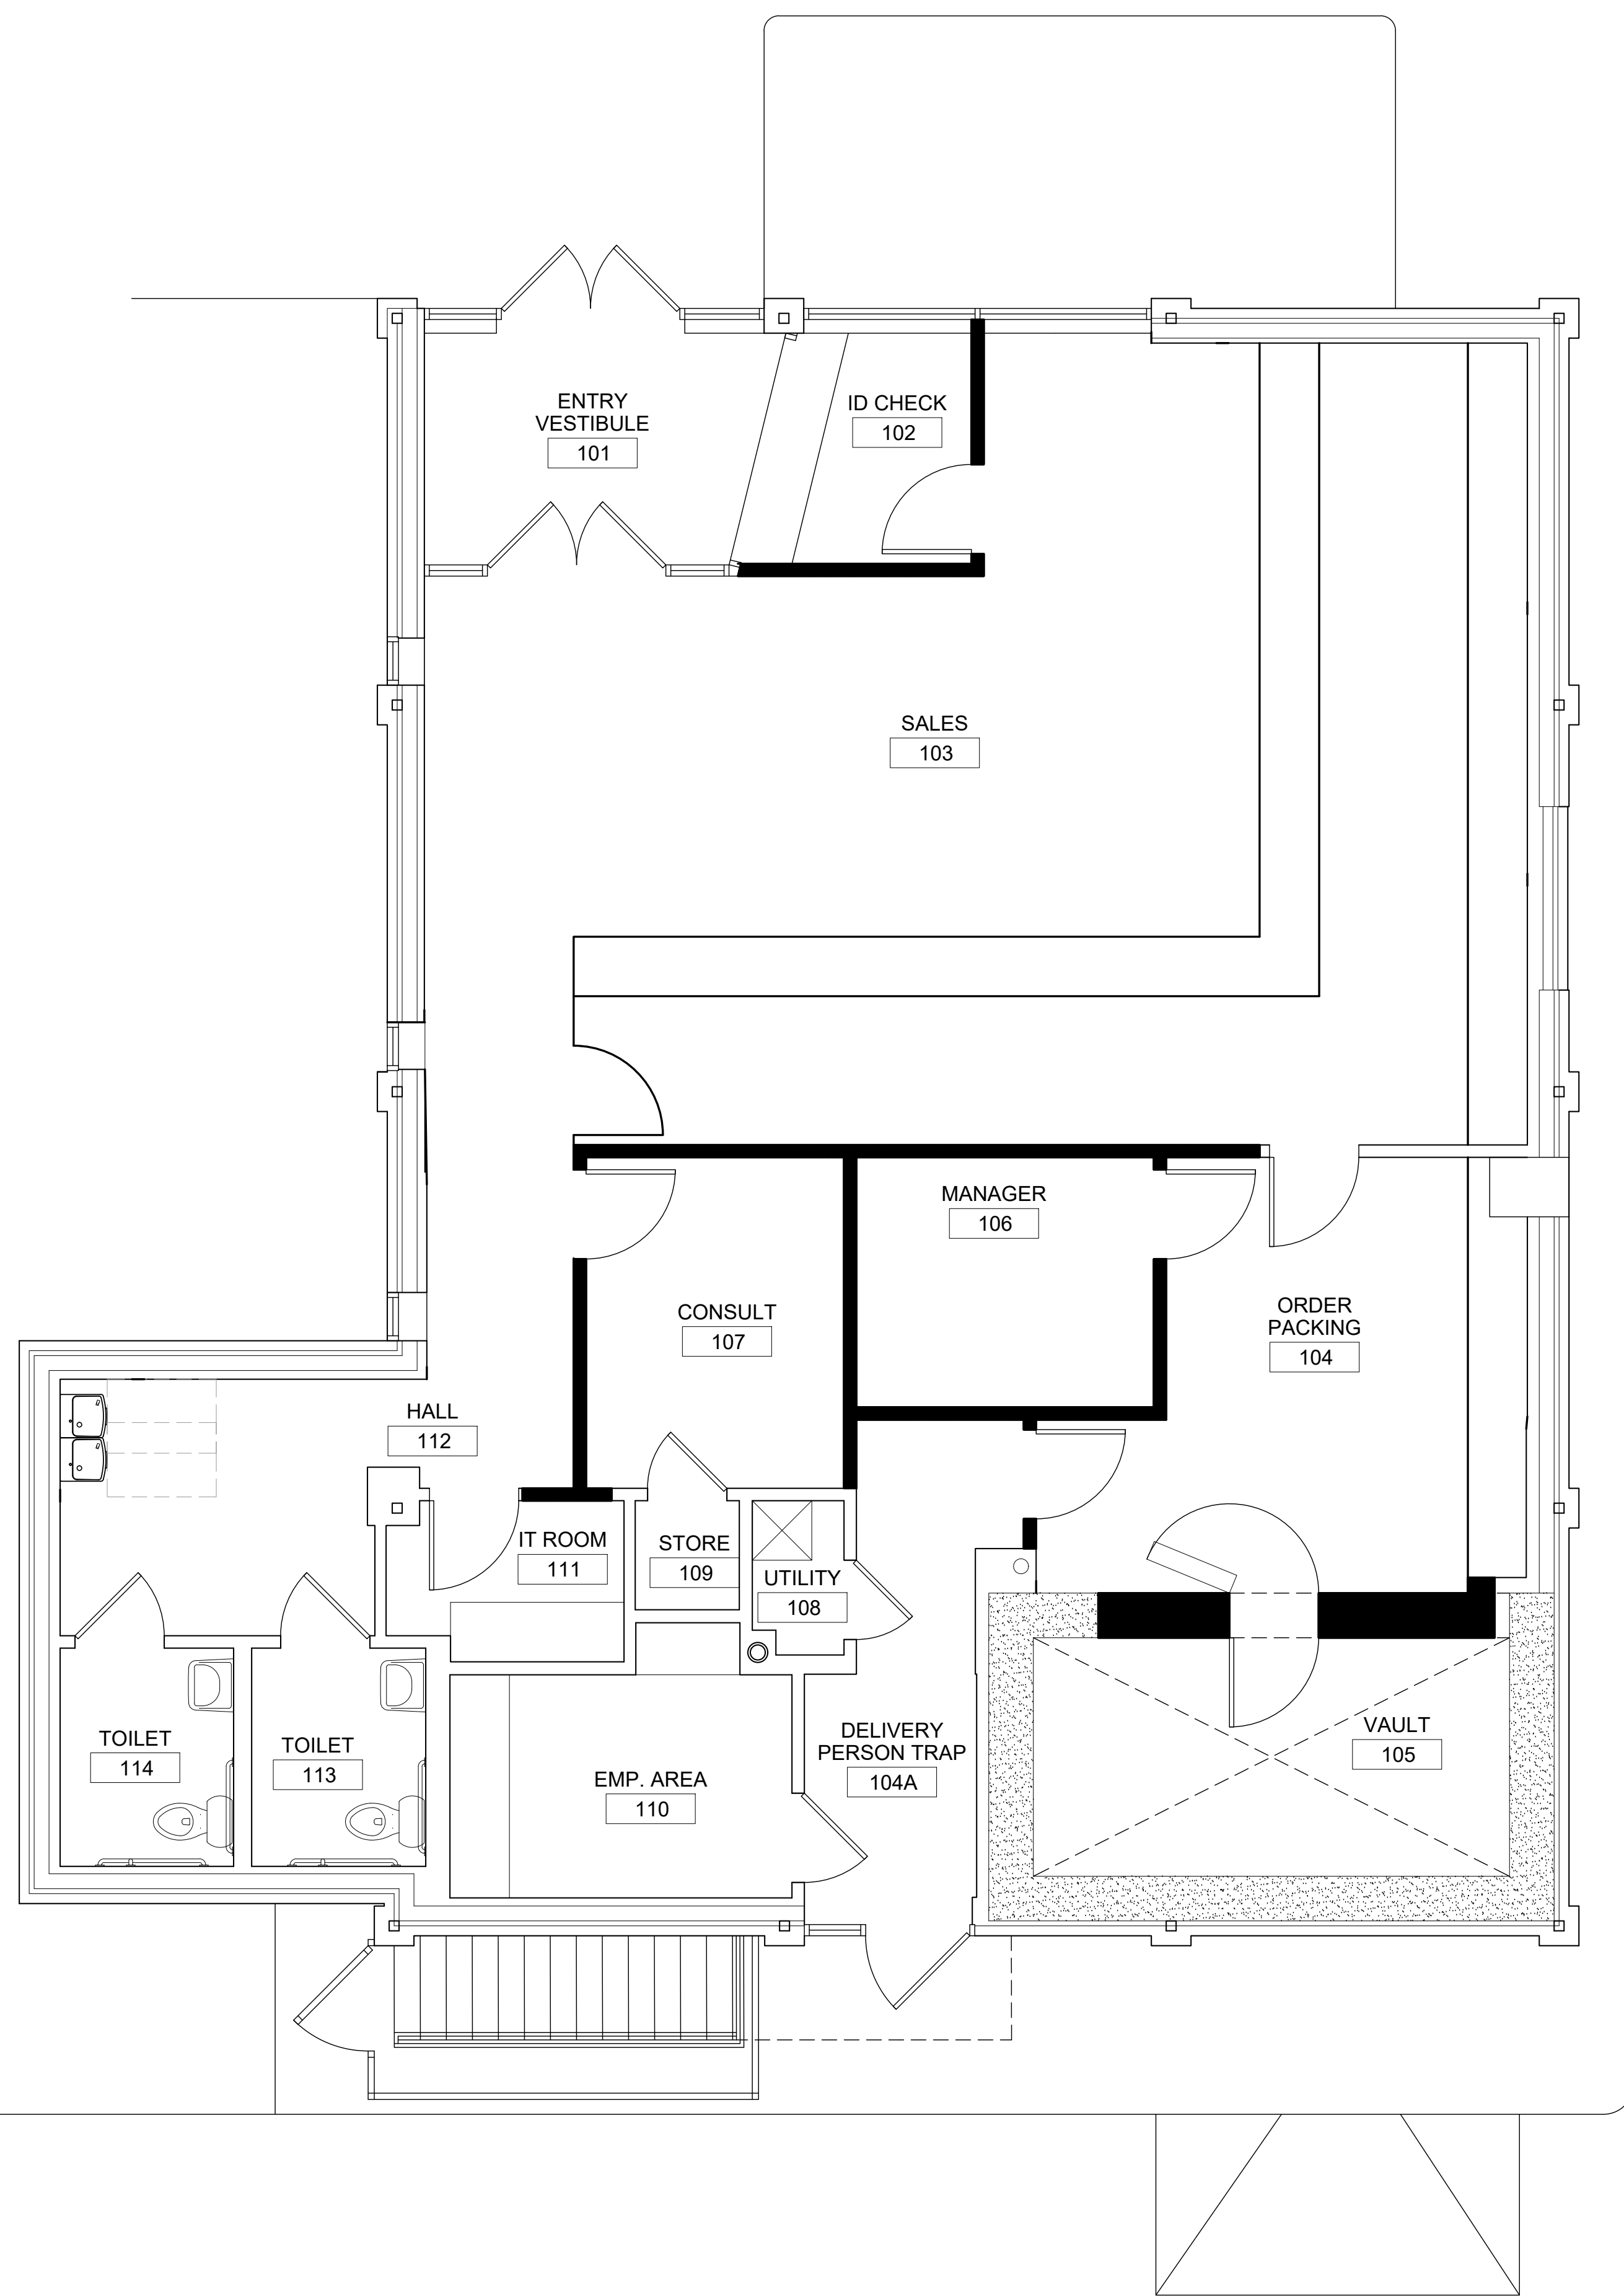 ENTRY
VESTIBULE
101
ID CHECK
102
SALES
103
MANAGER
106
CONSULT
107
ORDER
PACKING
104
HALL
112
IT ROOM
111
STORE
109
UTILITY
108
TOILET
114
TOILET
113
EMP. AREA
110
DELIVERY
PERSON TRAP
104A
VAULT
105